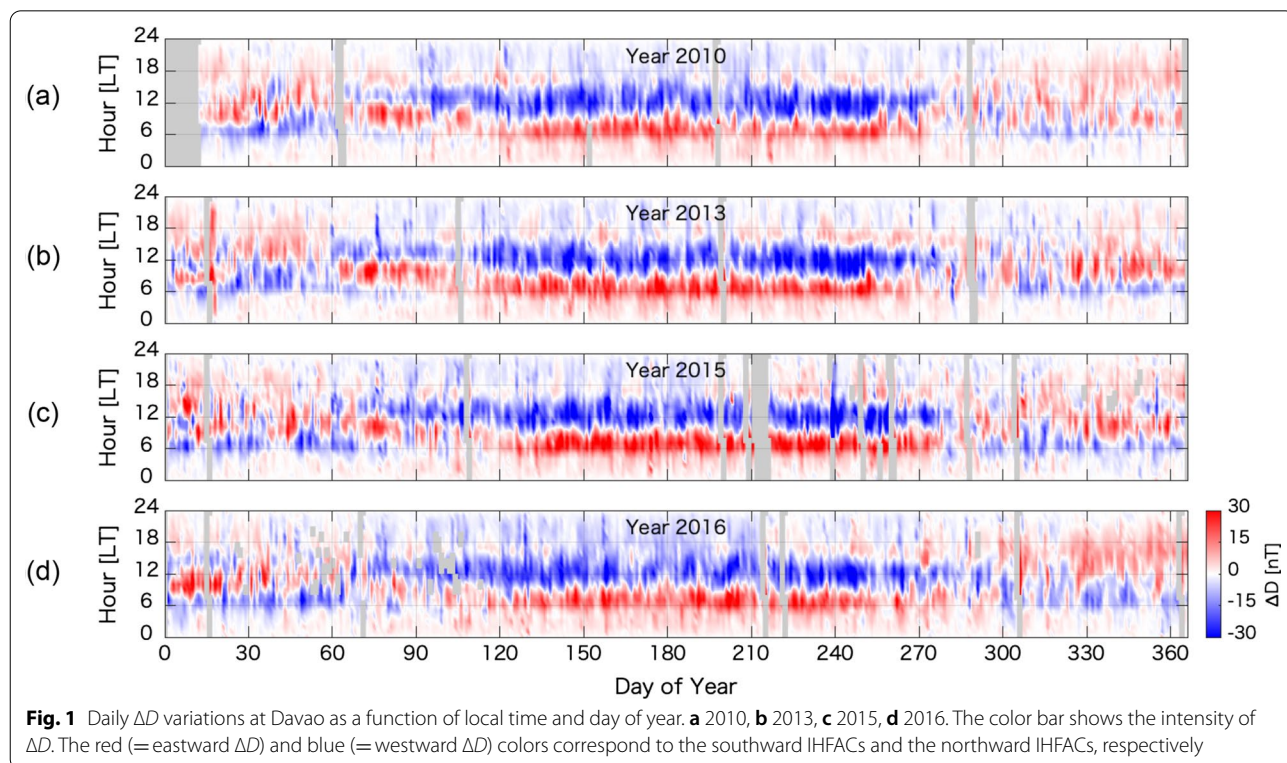 24
18
12
6
0
Hour [LT]
(a)
Year 2010
24
18
12
6
0
Hour [LT]
(b)
Year 2013
24
18
12
6
0
Hour [LT]
(c)
Year 2015
24
18
12
6
0
Hour [LT]
(d)
Year 2016
30
15
0
-15
-30
ΔD [nT]
0 30 60 90 120 150 180 210 240 270 300 330 360
Day of Year
Fig. 1 Daily ΔD variations at Davao as a function of local time and day of year. a 2010, b 2013, c 2015, d 2016. The color bar shows the intensity of
ΔD. The red (= eastward ΔD) and blue (= westward ΔD) colors correspond to the southward IHFACs and the northward IHFACs, respectively